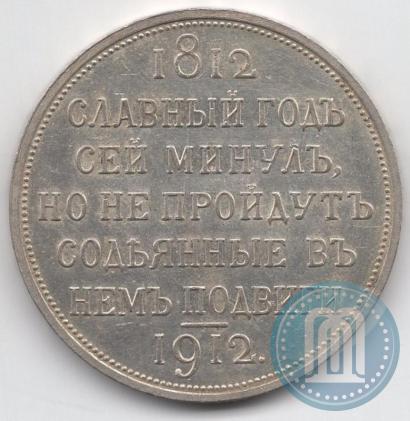 1812
СЛАВНЫЙ ГОДЪ
СЕЙ МИНУЛЪ,
НО НЕ ПРОЙДУТЪ
СОДѢЯННЫЕ ВЪ
НЕМЪ ПОДВИГИ
1912.